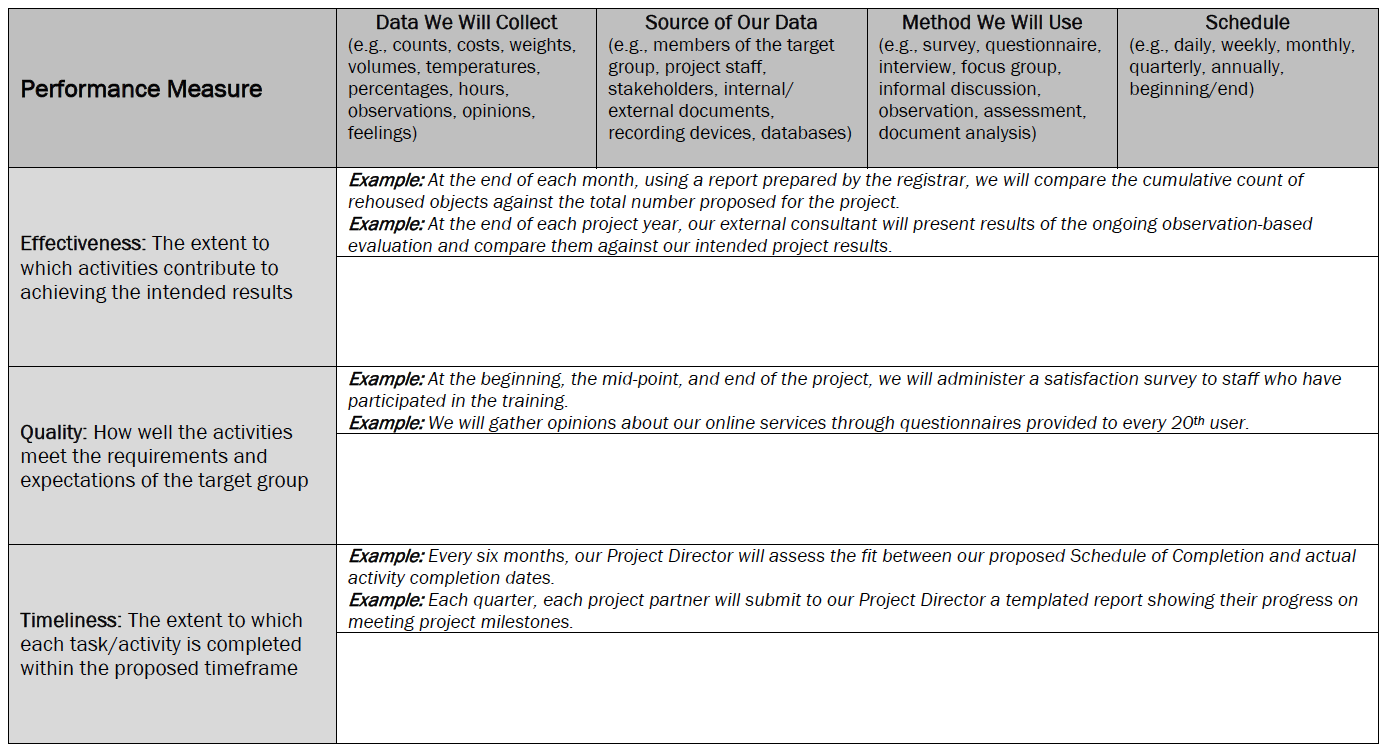 Performance Measure
Data We Will Collect
(e.g., counts, costs, weights,
volumes, temperatures,
percentages, hours,
observations, opinions,
feelings)
Source of Our Data
(e.g., members of the target
group, project staff,
stakeholders, internal/
external documents,
recording devices, databases)
Method We Will Use
(e.g., survey, questionnaire,
interview, focus group,
informal discussion,
observation, assessment,
document analysis)
Schedule
(e.g., daily, weekly, monthly,
quarterly, annually,
beginning/end)
Effectiveness: The extent to
which activities contribute to
achieving the intended results
Example: At the end of each month, using a report prepared by the registrar, we will compare the cumulative count of
rehoused objects against the total number proposed for the project.
Example: At the end of each project year, our external consultant will present results of the ongoing observation-based
evaluation and compare them against our intended project results.
Quality: How well the activities
meet the requirements and
expectations of the target group
Example: At the beginning, the mid-point, and end of the project, we will administer a satisfaction survey to staff who have
participated in the training.
Example: We will gather opinions about our online services through questionnaires provided to every 20th user.
Timeliness: The extent to which
each task/activity is completed
within the proposed timeframe
Example: Every six months, our Project Director will assess the fit between our proposed Schedule of Completion and actual
activity completion dates.
Example: Each quarter, each project partner will submit to our Project Director a templated report showing their progress on
meeting project milestones.